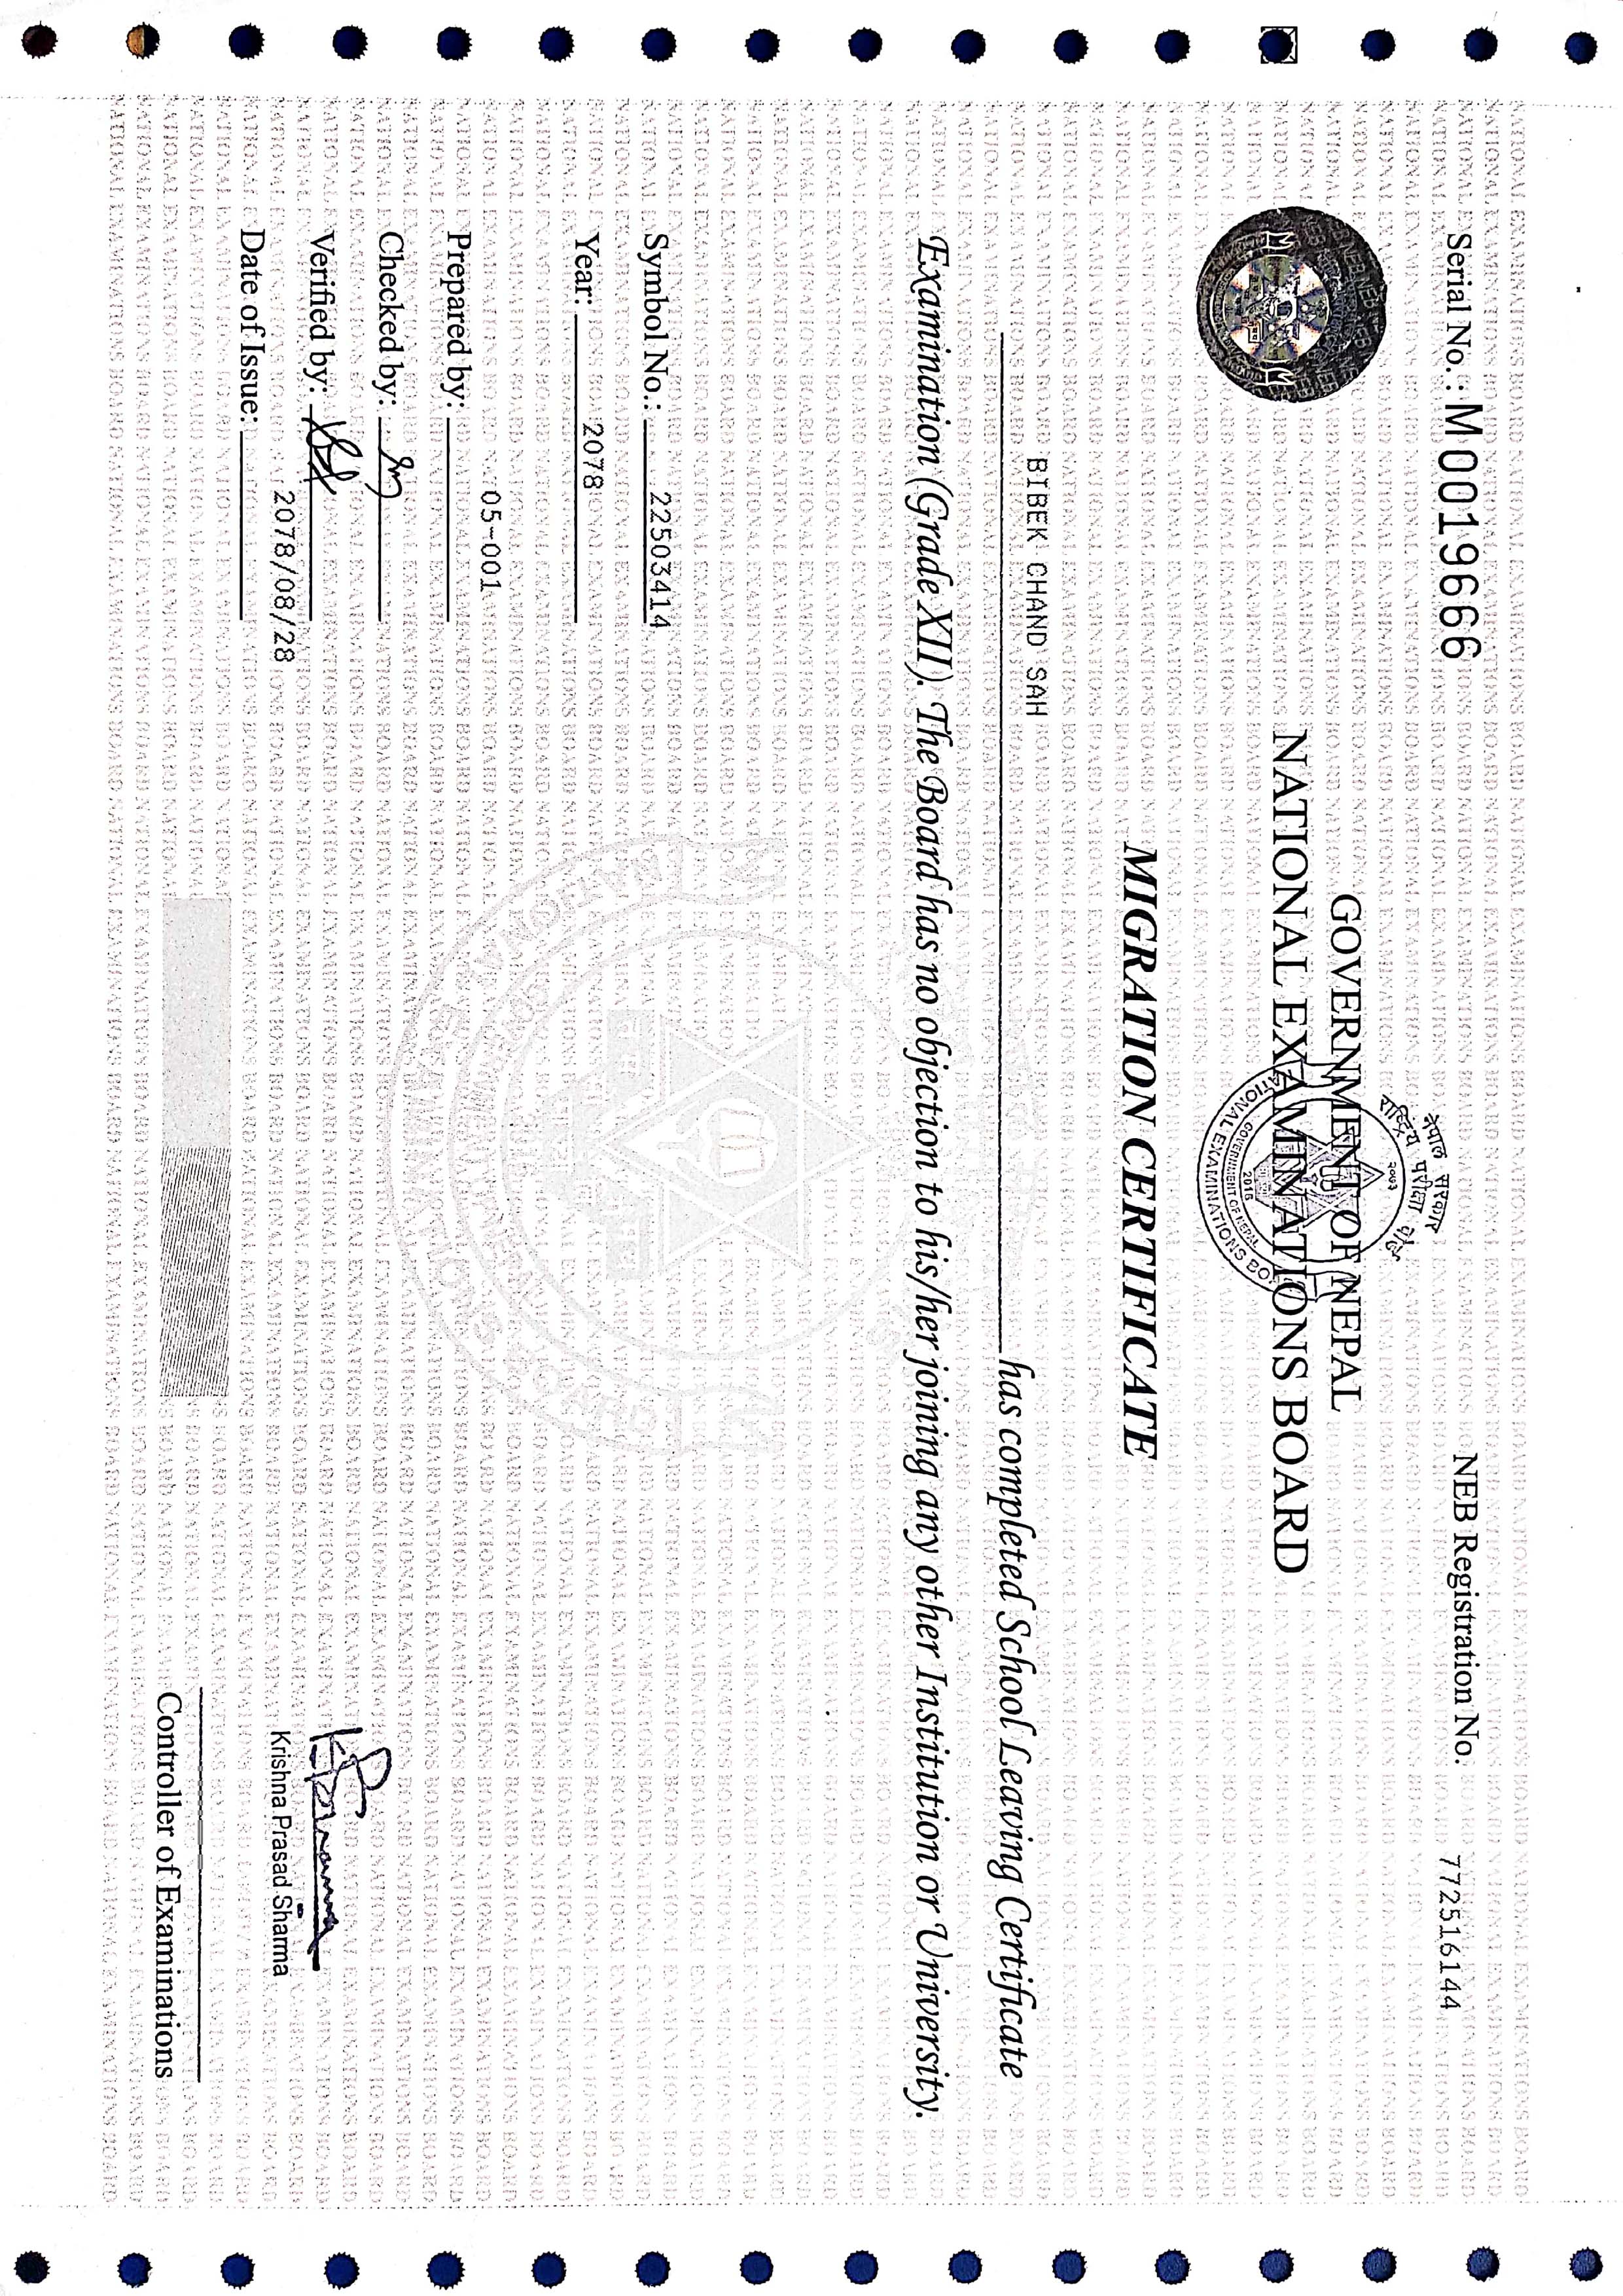 Serial No.: M 0019666
NEB Registration No. 772516144
नेपाल सरकार
राष्ट्रिय परीक्षा बोर्ड
२०७३
GOVERNMENT OF NEPAL
NATIONAL EXAMINATIONS BOARD
2016
GOVERNMENT OF NEPAL
NATIONAL EXAMINATIONS BO
MIGRATION CERTIFICATE
BIBEK CHAND SAH has completed School Leaving Certificate
Examination (Grade XII). The Board has no objection to his/her joining any other Institution or University.
Symbol No.: 22503414
Year: 2078
05-001
Prepared by:
Checked by:
Verified by:
Date of Issue: 2078/08/28
Krishna Prasad Sharma
Controller of Examinations